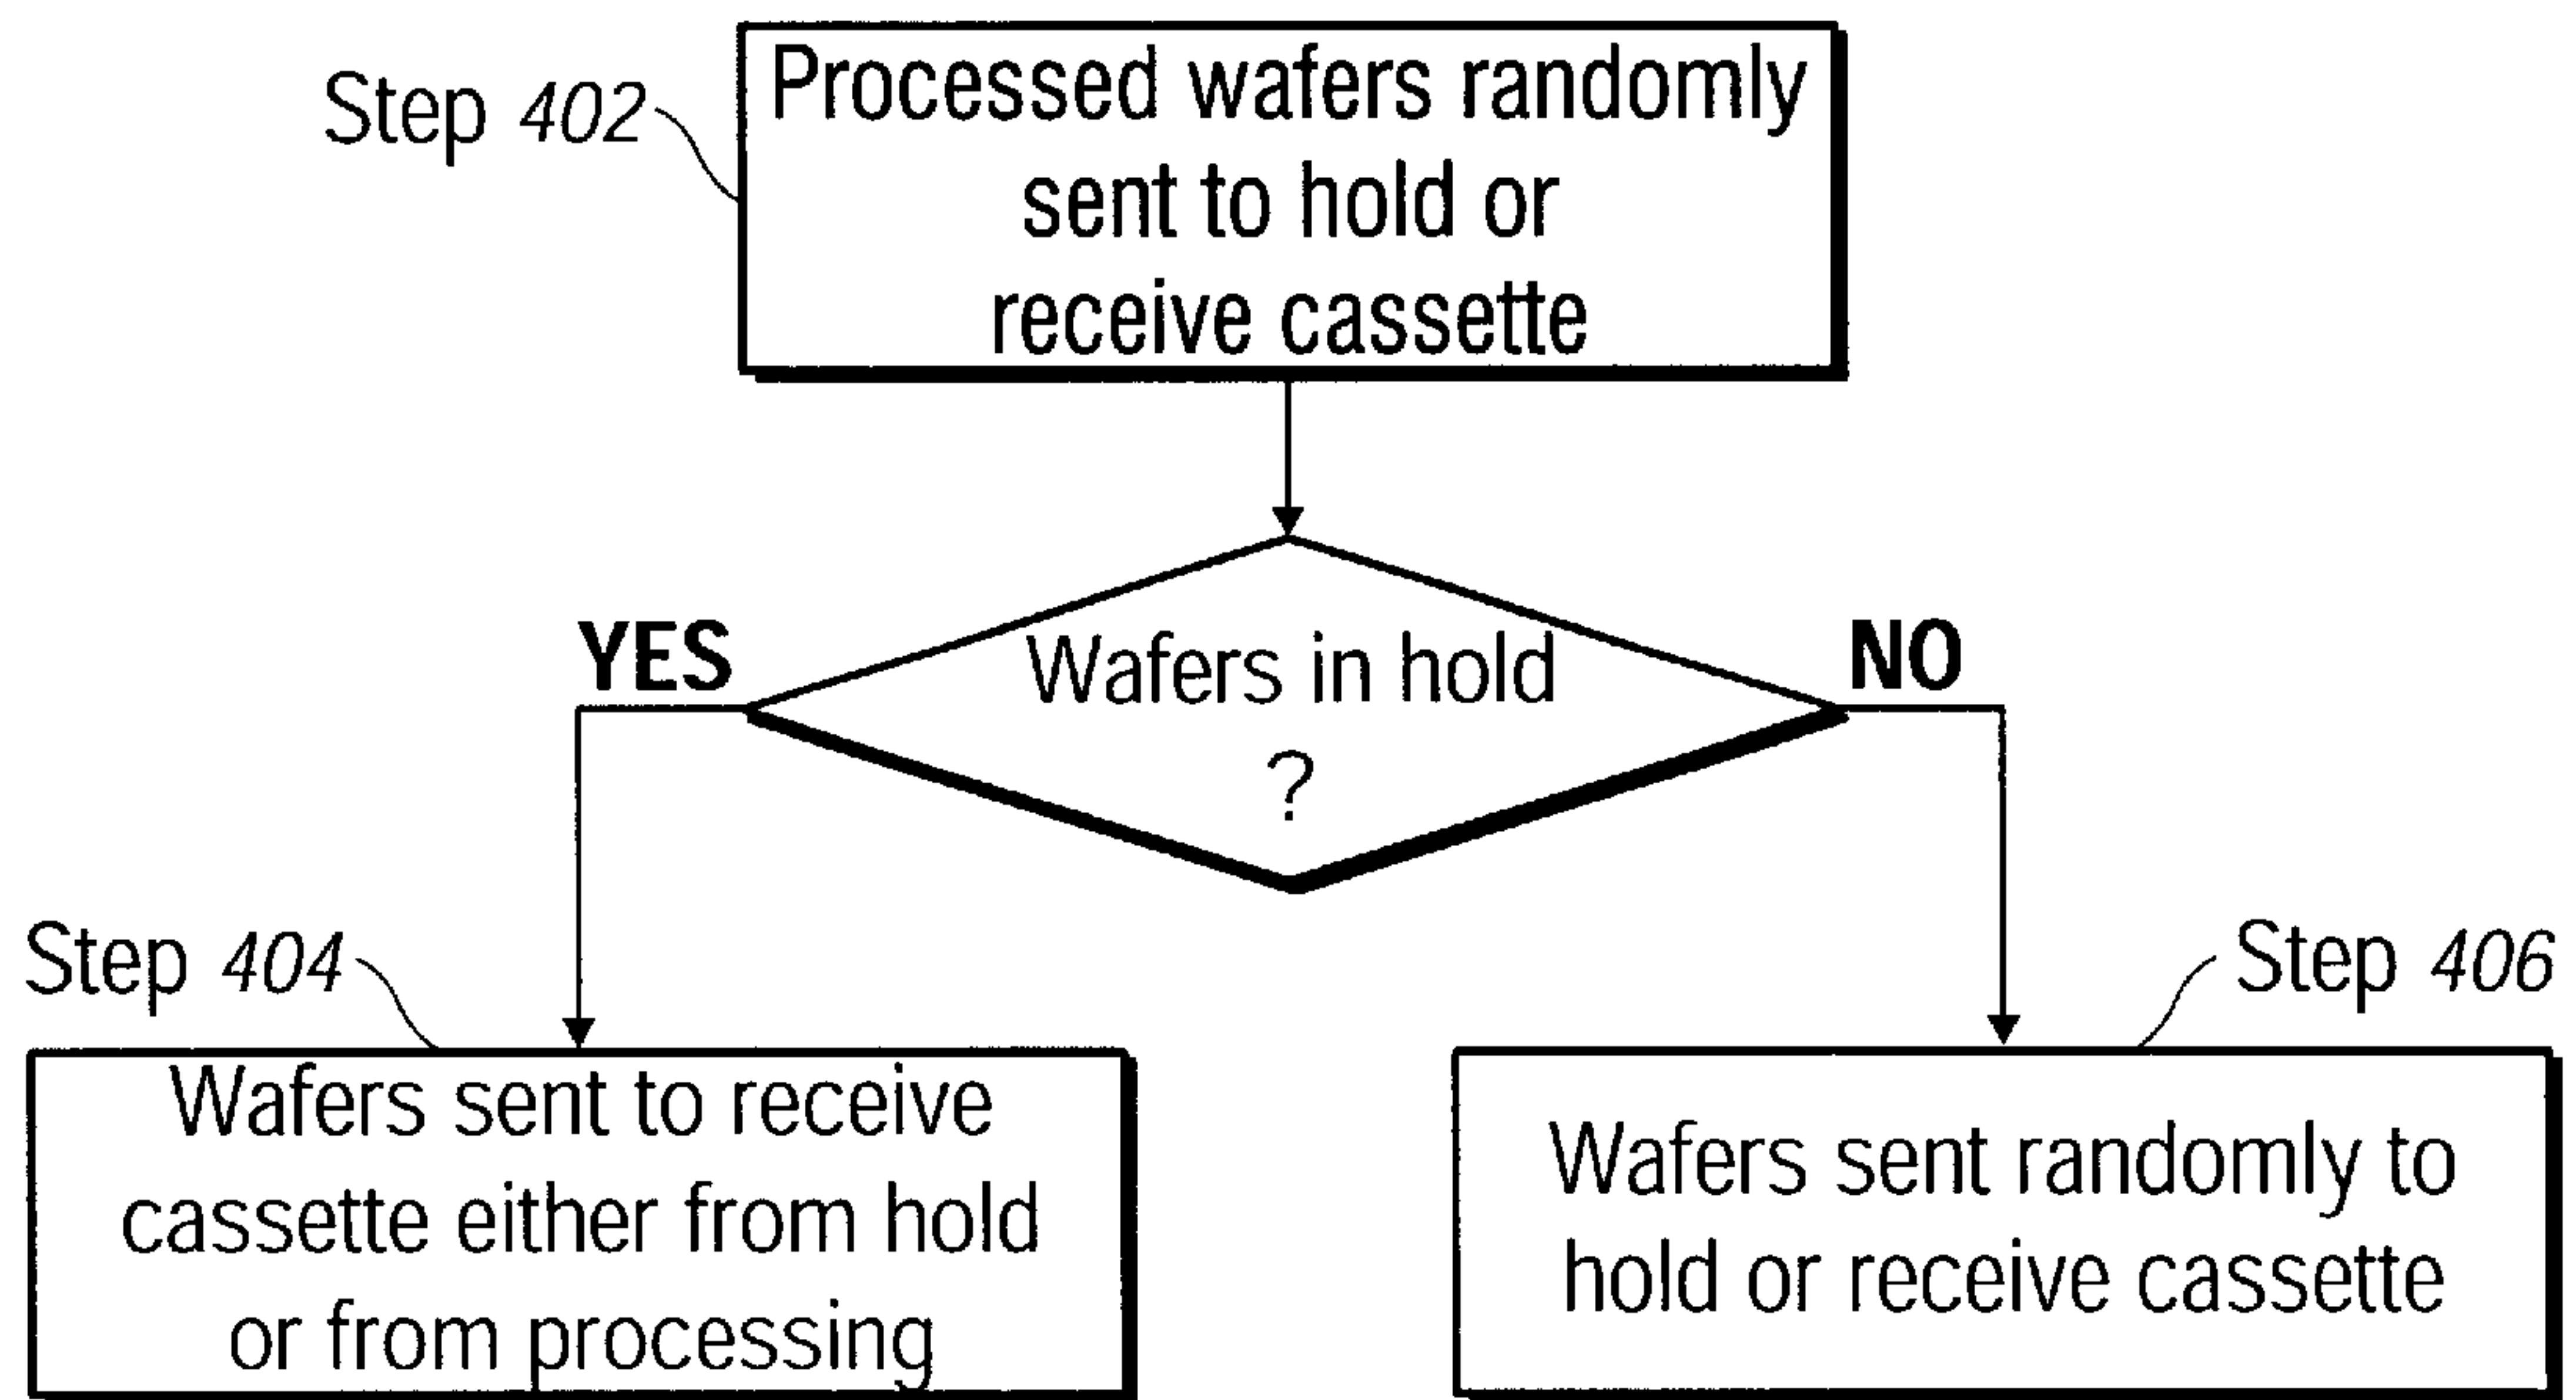 Step 402
Processed wafers randomly
sent to hold or
receive cassette
YES
Wafers in hold
?
NO
Step 404
Step 406
Wafers sent to receive
cassette either from hold
or from processing
Wafers sent randomly to
hold or receive cassette